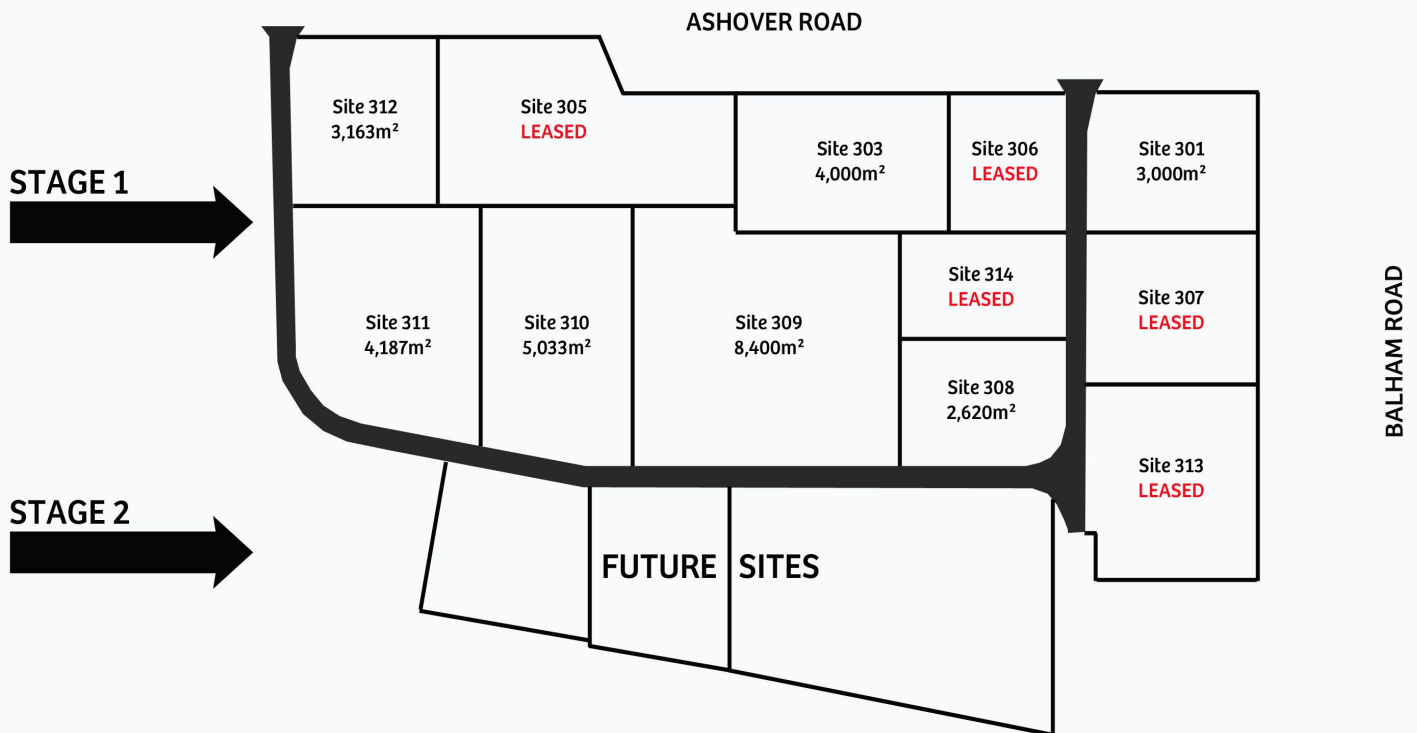 ASHOVER ROAD
Site 312
3,163m²
Site 305
LEASED
Site 303
4,000m²
Site 306
LEASED
Site 301
3,000m²
STAGE 1
Site 311
4,187m²
Site 310
5,033m²
Site 309
8,400m²
Site 314
LEASED
Site 307
LEASED
BALHAM ROAD
Site 308
2,620m²
Site 313
LEASED
STAGE 2
FUTURE SITES